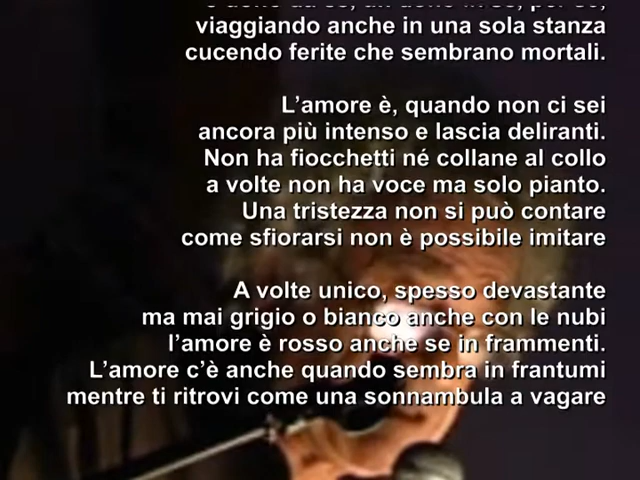 viaggiando anche in una sola stanza
cucendo ferite che sembrano mortali.
L'amore è, quando non ci sei
ancora più intenso e lascia deliranti.
Non ha fiocchetti né collane al collo
a volte non ha voce ma solo pianto.
Una tristezza non si può contare
come sfiorarsi non è possibile imitare
A volte unico, spesso devastante
ma mai grigio o bianco anche con le nubi
l'amore è rosso anche se in frammenti.
L'amore c'è anche quando sembra in frantumi
mentre ti ritrovi come una sonnambula a vagare